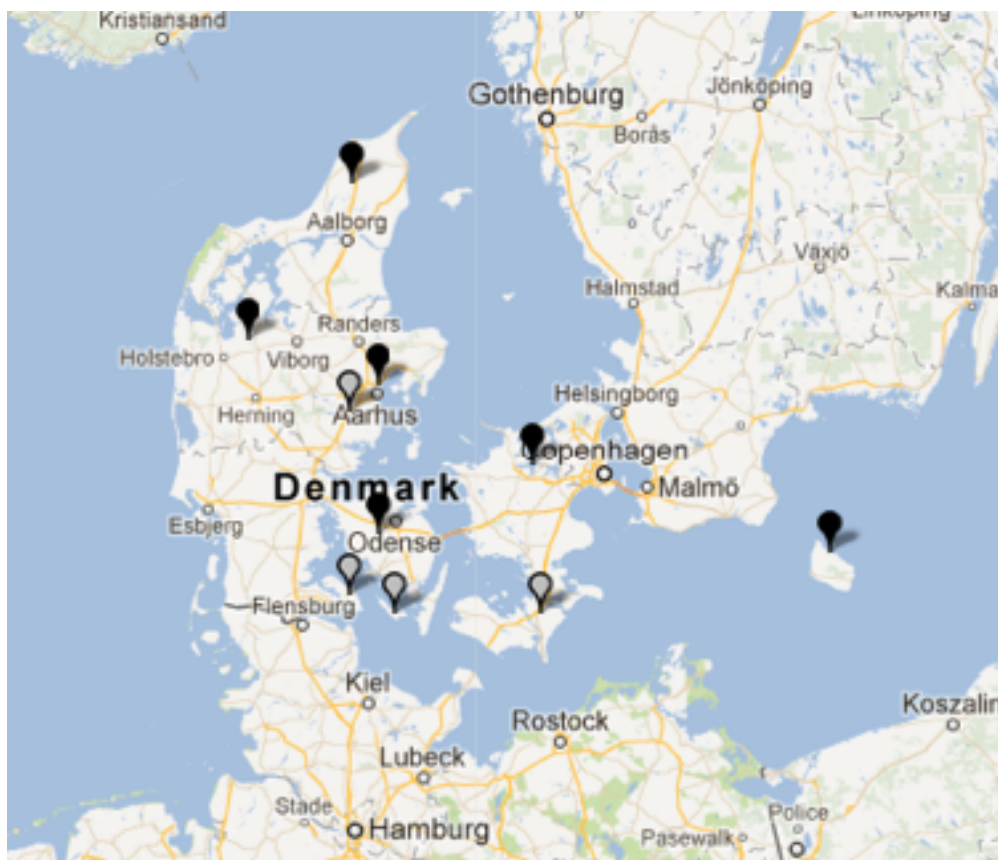 Kristiansand
Linköping
Gothenburg
Jönköping
Borås
Aalborg
Växjö
Halmstad
Kalma
Randers
Holstebro
Viborg
Helsingborg
Herning
Aarhus
Copenhagen
Denmark
Malmö
Esbjerg
Odense
Flensburg
Kiel
Koszalin
Rostock
Lubeck
Stade
Police
Hamburg
Pasewalk